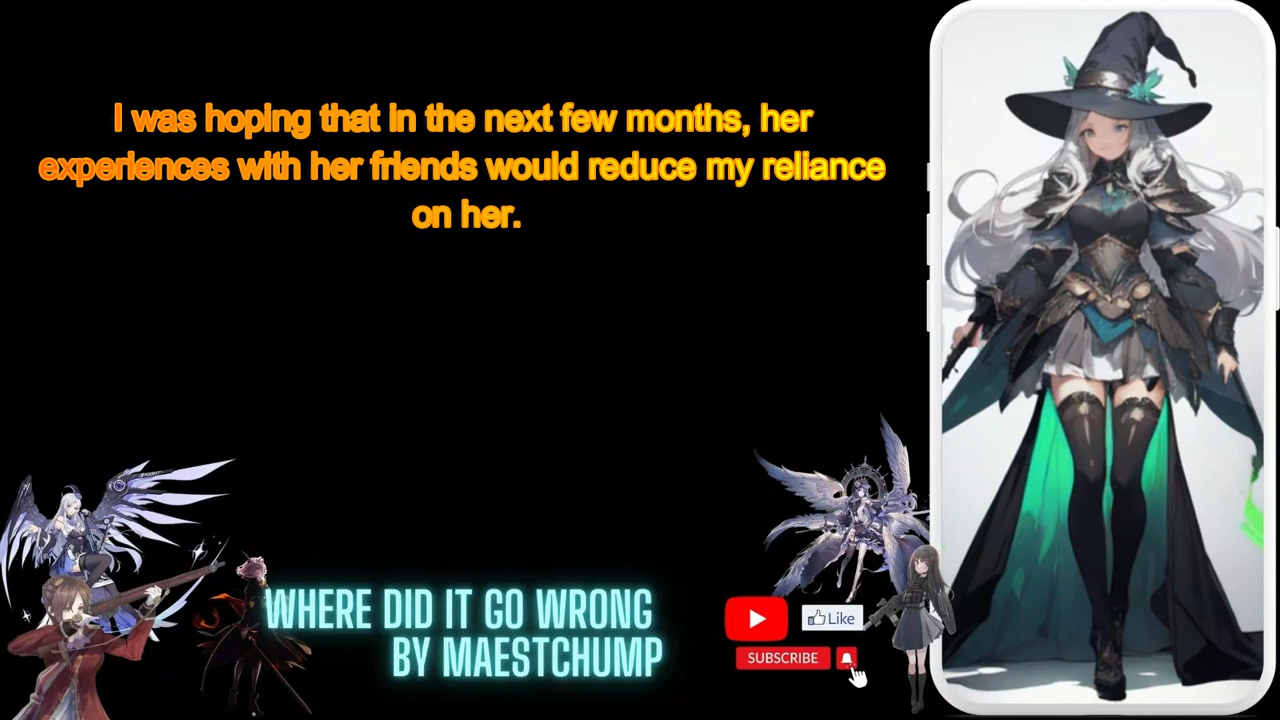 I was hoping that in the next few months, her
experiences with her friends would reduce my reliance
on her.
WHERE DID IT GO WRONG
BY MAESTCHUMP
Like
SUBSCRIBE